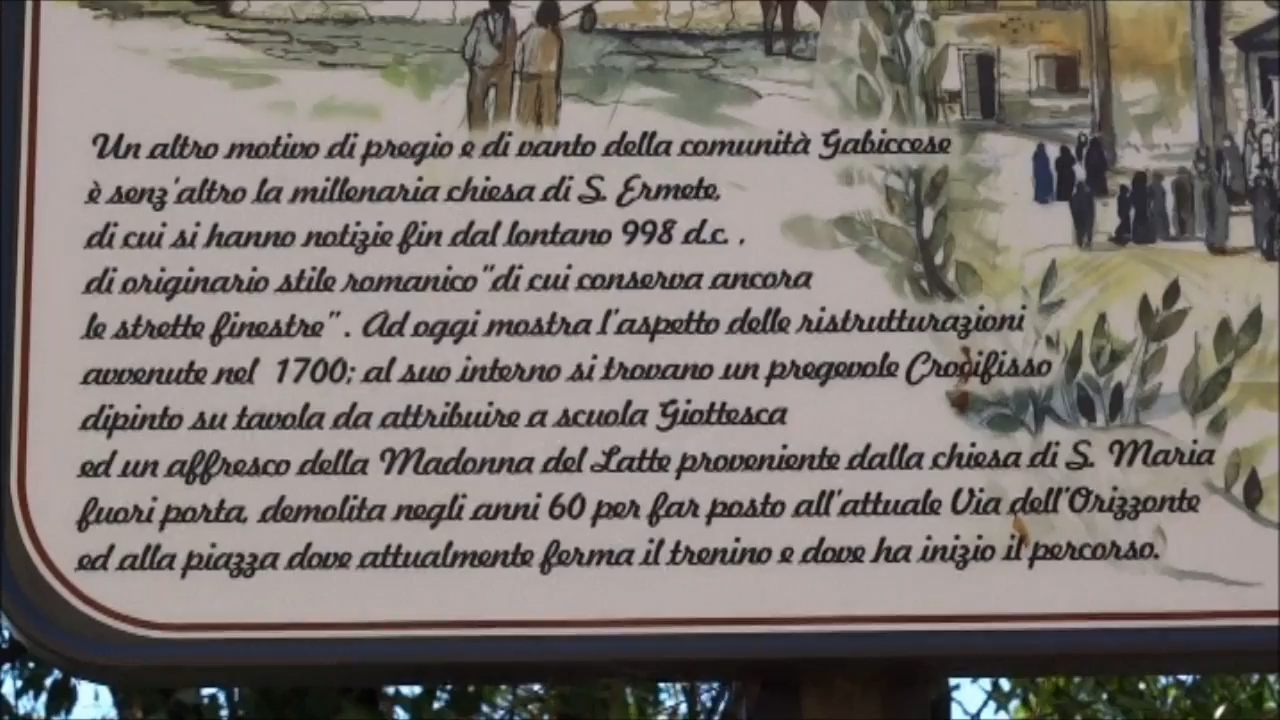 Un altro motivo di pregio e di vanto della comunità Gabiccese
è senz'altro la millenaria chiesa di S. Ermete,
di cui si hanno notizie fin dal lontano 998 d.c. ,
di originario stile romanico "di cui conserva ancora
le strette finestre" . Ad oggi mostra l'aspetto delle ristrutturazioni
avvenute nel 1700; al suo interno si trovano un pregevole Crocifisso
dipinto su tavola da attribuire a scuola Giottesca
ed un affresco della Madonna del Latte proveniente dalla chiesa di S. Maria
fuori porta, demolita negli anni 60 per far posto all'attuale Via dell'Orizzonte
ed alla piazza dove attualmente ferma il trenino e dove ha inizio il percorso.